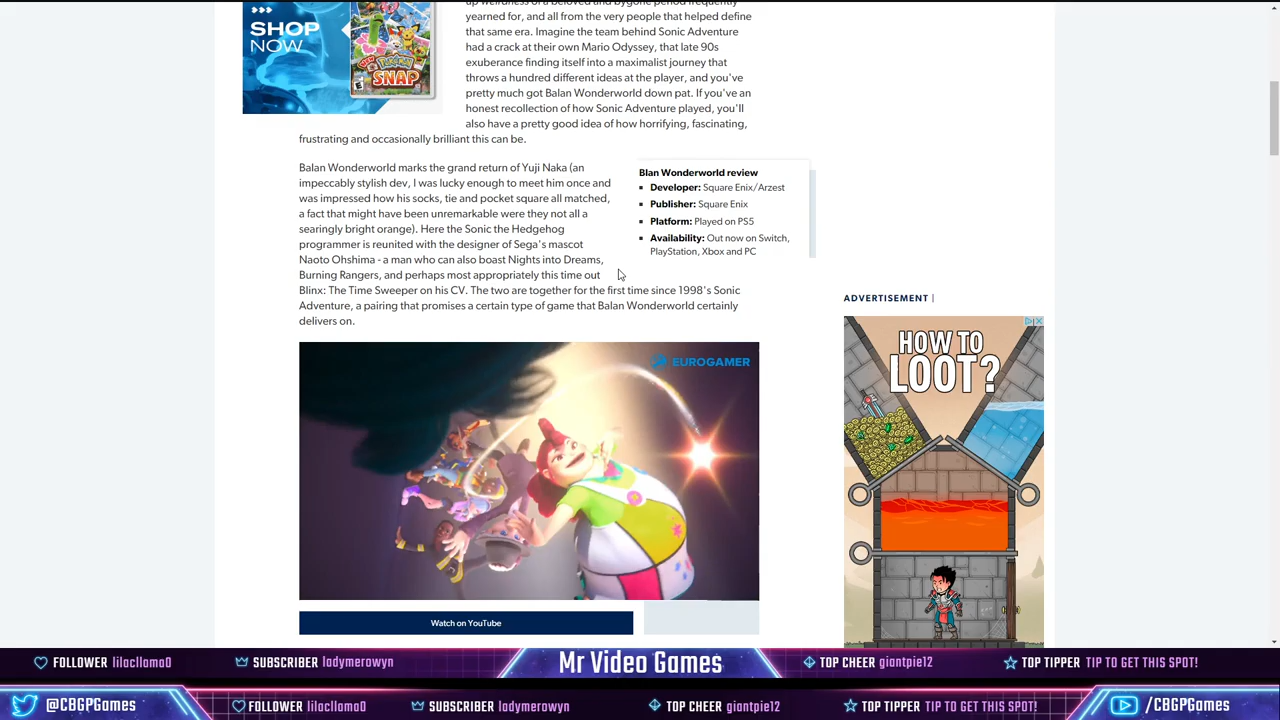 up weirdness of a beloved and bygone period frequently
yearned for, and all from the very people that helped define
that same era. Imagine the team behind Sonic Adventure
had a crack at their own Mario Odyssey, that late 90s
exuberance finding itself into a maximalist journey that
throws a hundred different ideas at the player, and you've
pretty much got Balan Wonderworld down pat. If you've an
honest recollection of how Sonic Adventure played, you'll
also have a pretty good idea of how horrifying, fascinating,
frustrating and occasionally brilliant this can be.
SHOP
NOW
SNAP
Balan Wonderworld marks the grand return of Yuji Naka (an
impeccably stylish dev, I was lucky enough to meet him once and
was impressed how his socks, tie and pocket square all matched,
a fact that might have been unremarkable were they not all a
searingly bright orange). Here the Sonic the Hedgehog
programmer is reunited with the designer of Sega's mascot
Naoto Ohshima - a man who can also boast Nights into Dreams,
Burning Rangers, and perhaps most appropriately this time out
Blinx: The Time Sweeper on his CV. The two are together for the first time since 1998's Sonic
Adventure, a pairing that promises a certain type of game that Balan Wonderworld certainly
delivers on.
Blan Wonderworld review
Developer: Square Enix/Arzest
Publisher: Square Enix
Platform: Played on PS5
Availability: Out now on Switch,
PlayStation, Xbox and PC
EUROGAMER
Watch on YouTube
ADVERTISEMENT |
HOW TO
LOOT?
FOLLOWER lilacllama0
SUBSCRIBER ladymerowyn
Mr Video Games
TOP CHEER giantpie12
TOP TIPPER TIP TO GET THIS SPOT!
@CBGPGames
FOLLOWER lilacllama0
SUBSCRIBER ladymerowyn
TOP CHEER giantpie12
TOP TIPPER TIP TO GET THIS SPOT!
/CBGPGames